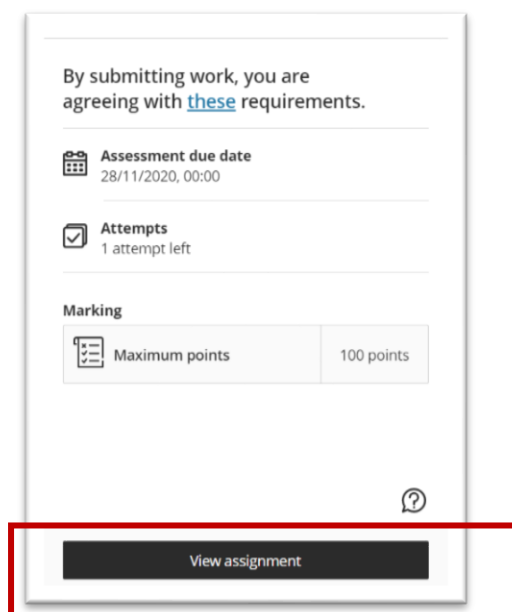 By submitting work, you are
agreeing with these requirements.
Assessment due date
28/11/2020, 00:00
Attempts
1 attempt left
Marking
Maximum points 100 points
View assignment